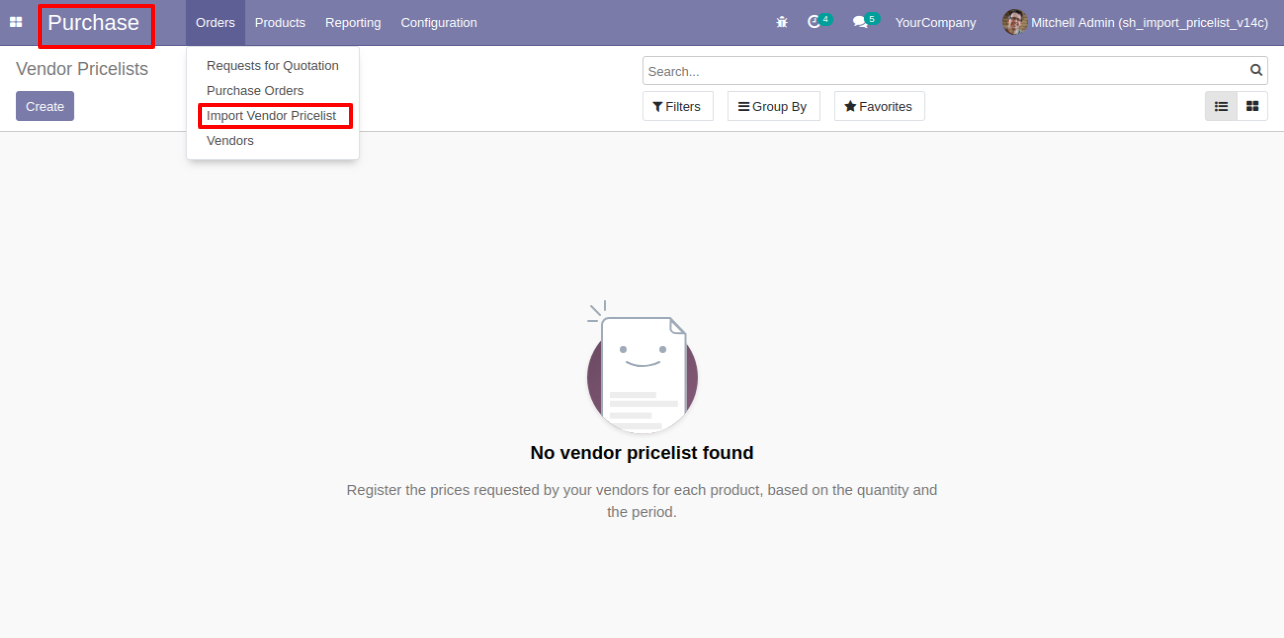 Purchase Orders Products Reporting Configuration 4 5 YourCompany Mitchell Admin (sh_import_pricelist_v14c)
Vendor Pricelists
Search...
Create
Filters Group By Favorites
Requests for Quotation
Purchase Orders
Import Vendor Pricelist
Vendors
No vendor pricelist found
Register the prices requested by your vendors for each product, based on the quantity and
the period.